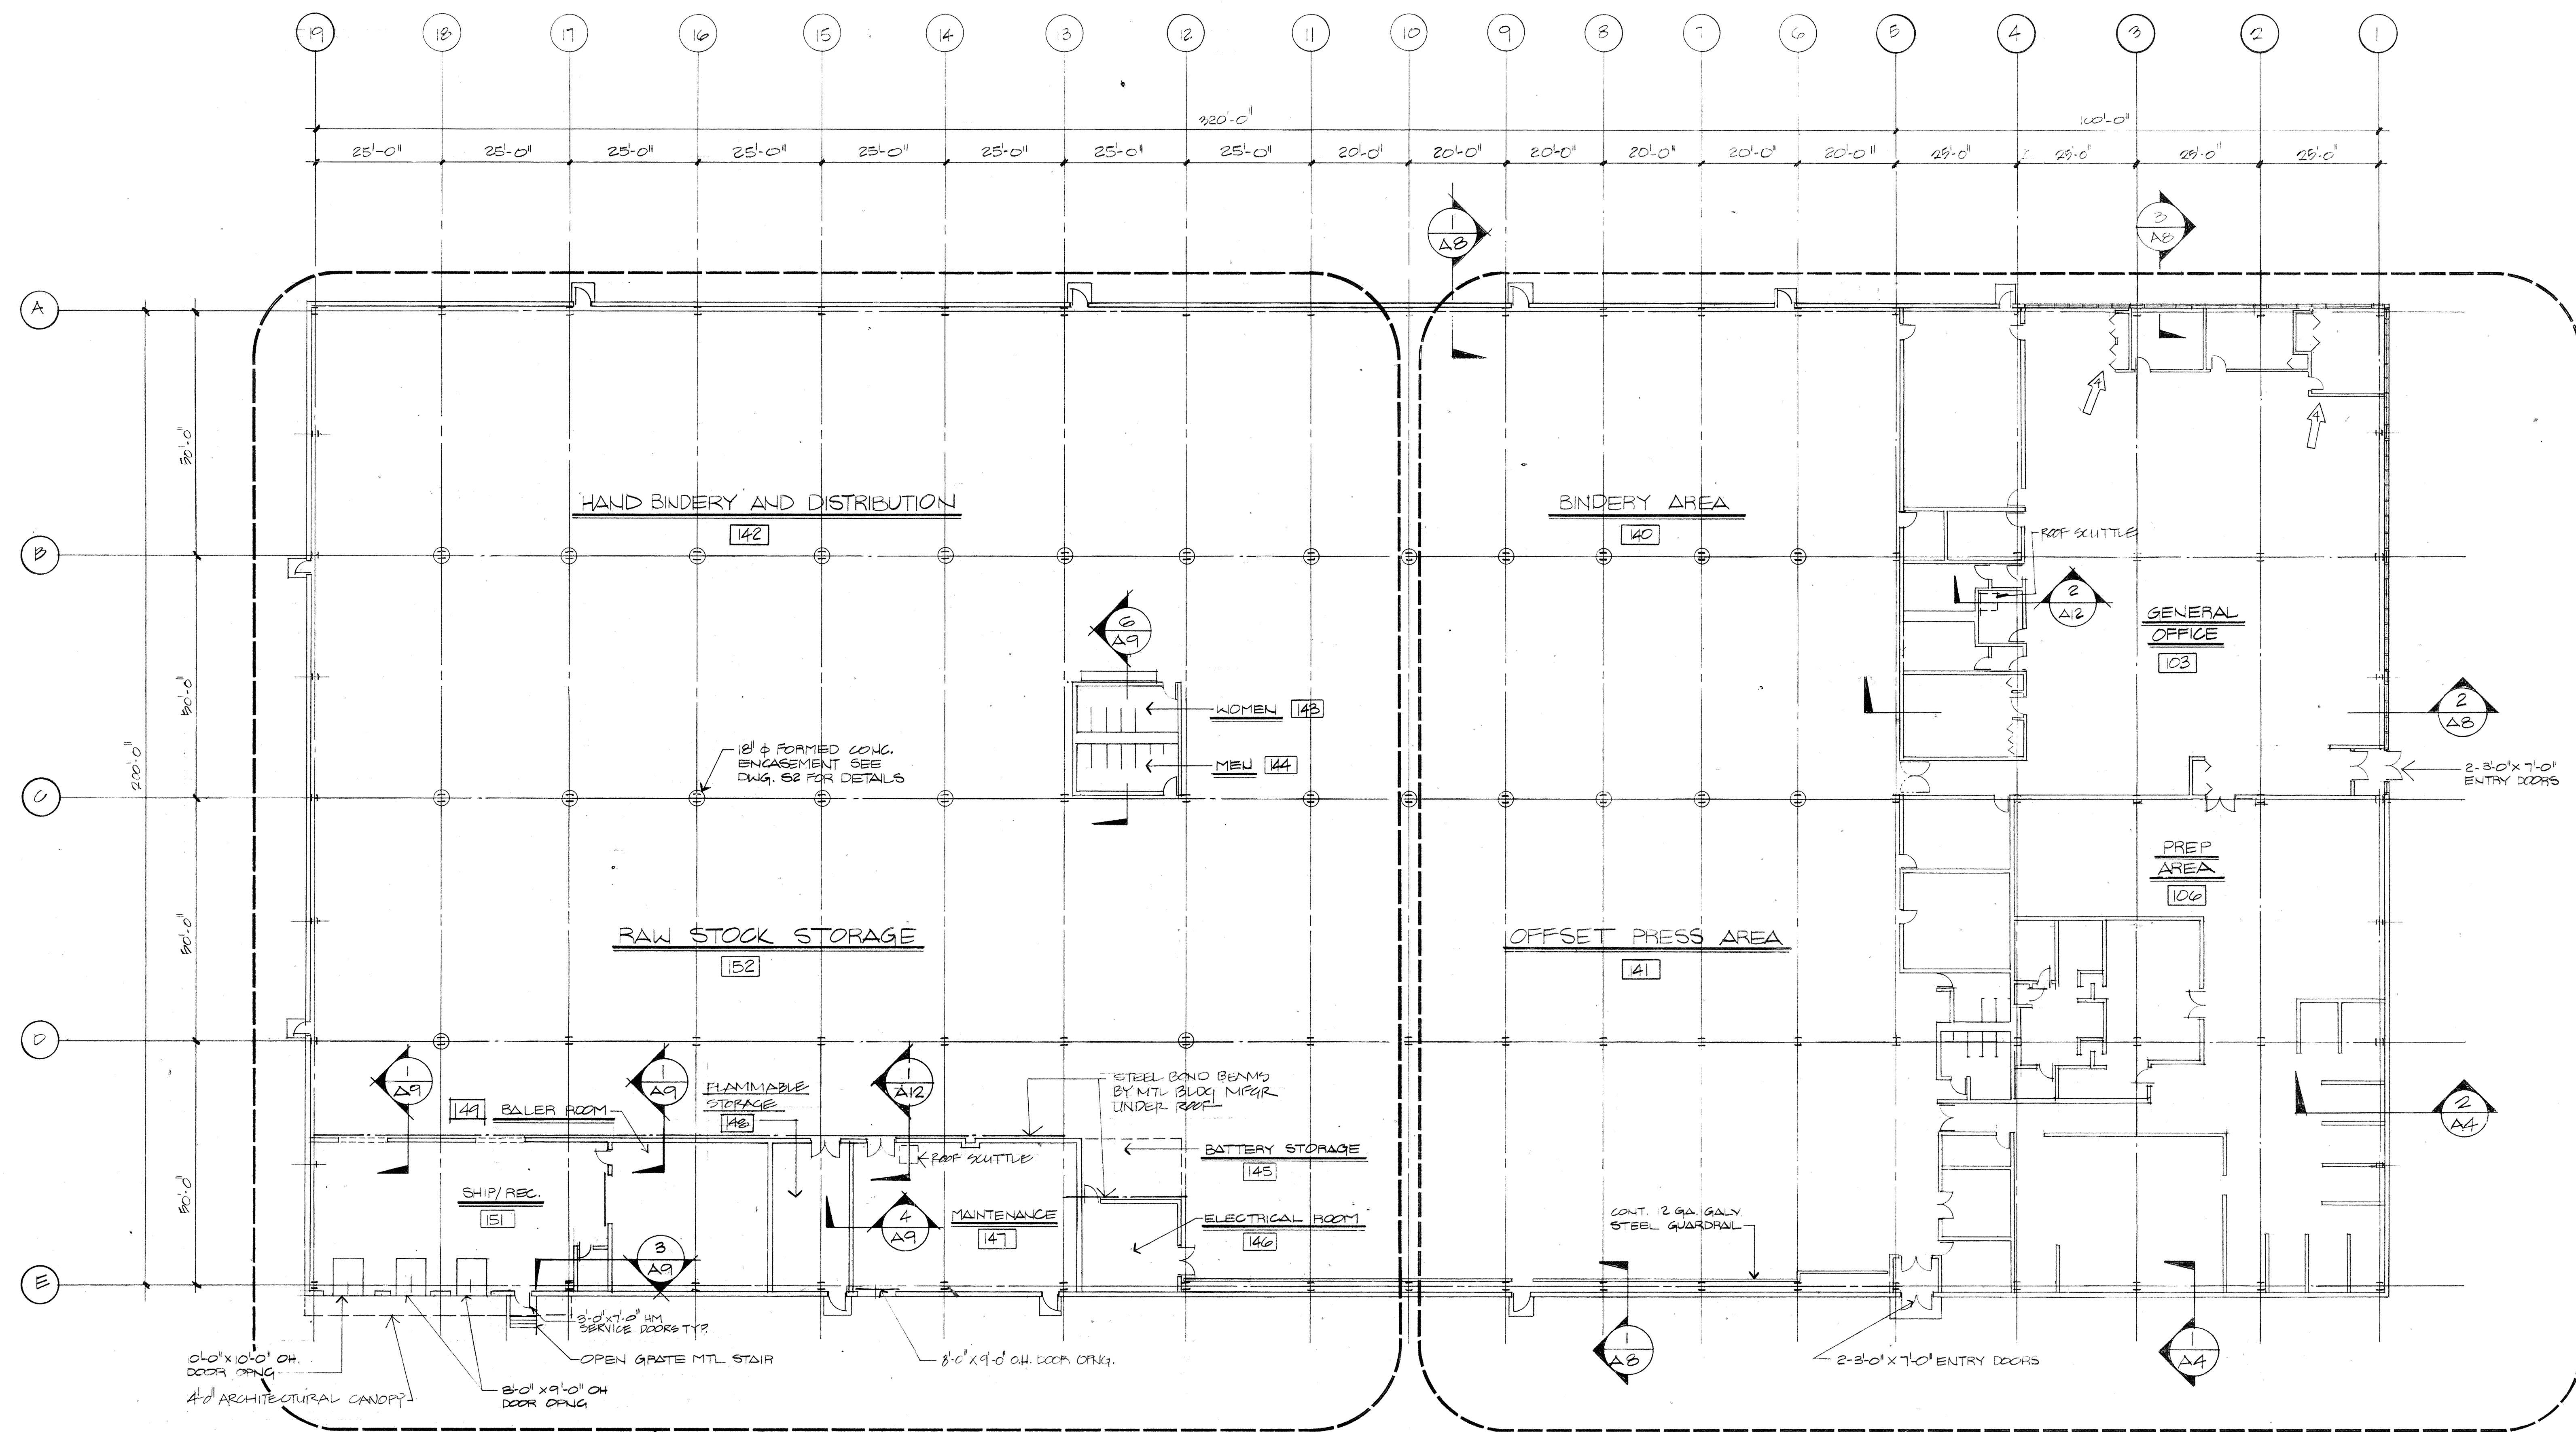 19 18 17 16 15 14 13 12 11 10 9 8 7 6 5 4 3 2 1
320'-0" 100'-0"
25'-0" 25'-0" 25'-0" 25'-0" 25'-0" 25'-0" 25'-0" 25'-0" 20'-0" 20'-0" 20'-0" 20'-0" 20'-0" 20'-0" 25'-0" 25'-0" 25'-0" 25'-0"
1
A8
3
A8
A
50'-0"
4
4
HAND BINDERY AND DISTRIBUTION
142
BINDERY AREA
140
ROOF SCUTTLE
B
2
A12
6
A9
GENERAL
OFFICE
103
50'-0"
200'-0"
WOMEN 143
MEN 144
18" φ FORMED CONC.
ENCASEMENT SEE
DWG. S2 FOR DETAILS
2
A8
2-3'-0" X 7'-0"
ENTRY DOORS
C
PREP
AREA
106
50'-0"
RAW STOCK STORAGE
152
OFFSET PRESS AREA
141
D
1
A9
1
A9
1
A12
149 BALER ROOM
FLAMMABLE
STORAGE
148
STEEL BOND BEAMS
BY MTL BLDG MFGR
UNDER ROOF
2
A4
ROOF SCUTTLE
BATTERY STORAGE
145
50'-0"
SHIP/REC.
151
4
A9
MAINTENANCE
147
ELECTRICAL ROOM
146
CONT. 12 GA. GALV.
STEEL GUARDRAIL
3
A9
E
3'-0" X 7'-0" HM
SERVICE DOORS TYP.
OPEN GRATE MTL STAIR
8'-0" X 9'-0" O.H. DOOR OPNG.
1
A8
2-3'-0" X 7'-0" ENTRY DOORS
1
A4
10'-0" X 10'-0" OH.
DOOR OPNG
4'-0" ARCHITECTURAL CANOPY
8'-0" X 9'-0" OH
DOOR OPNG